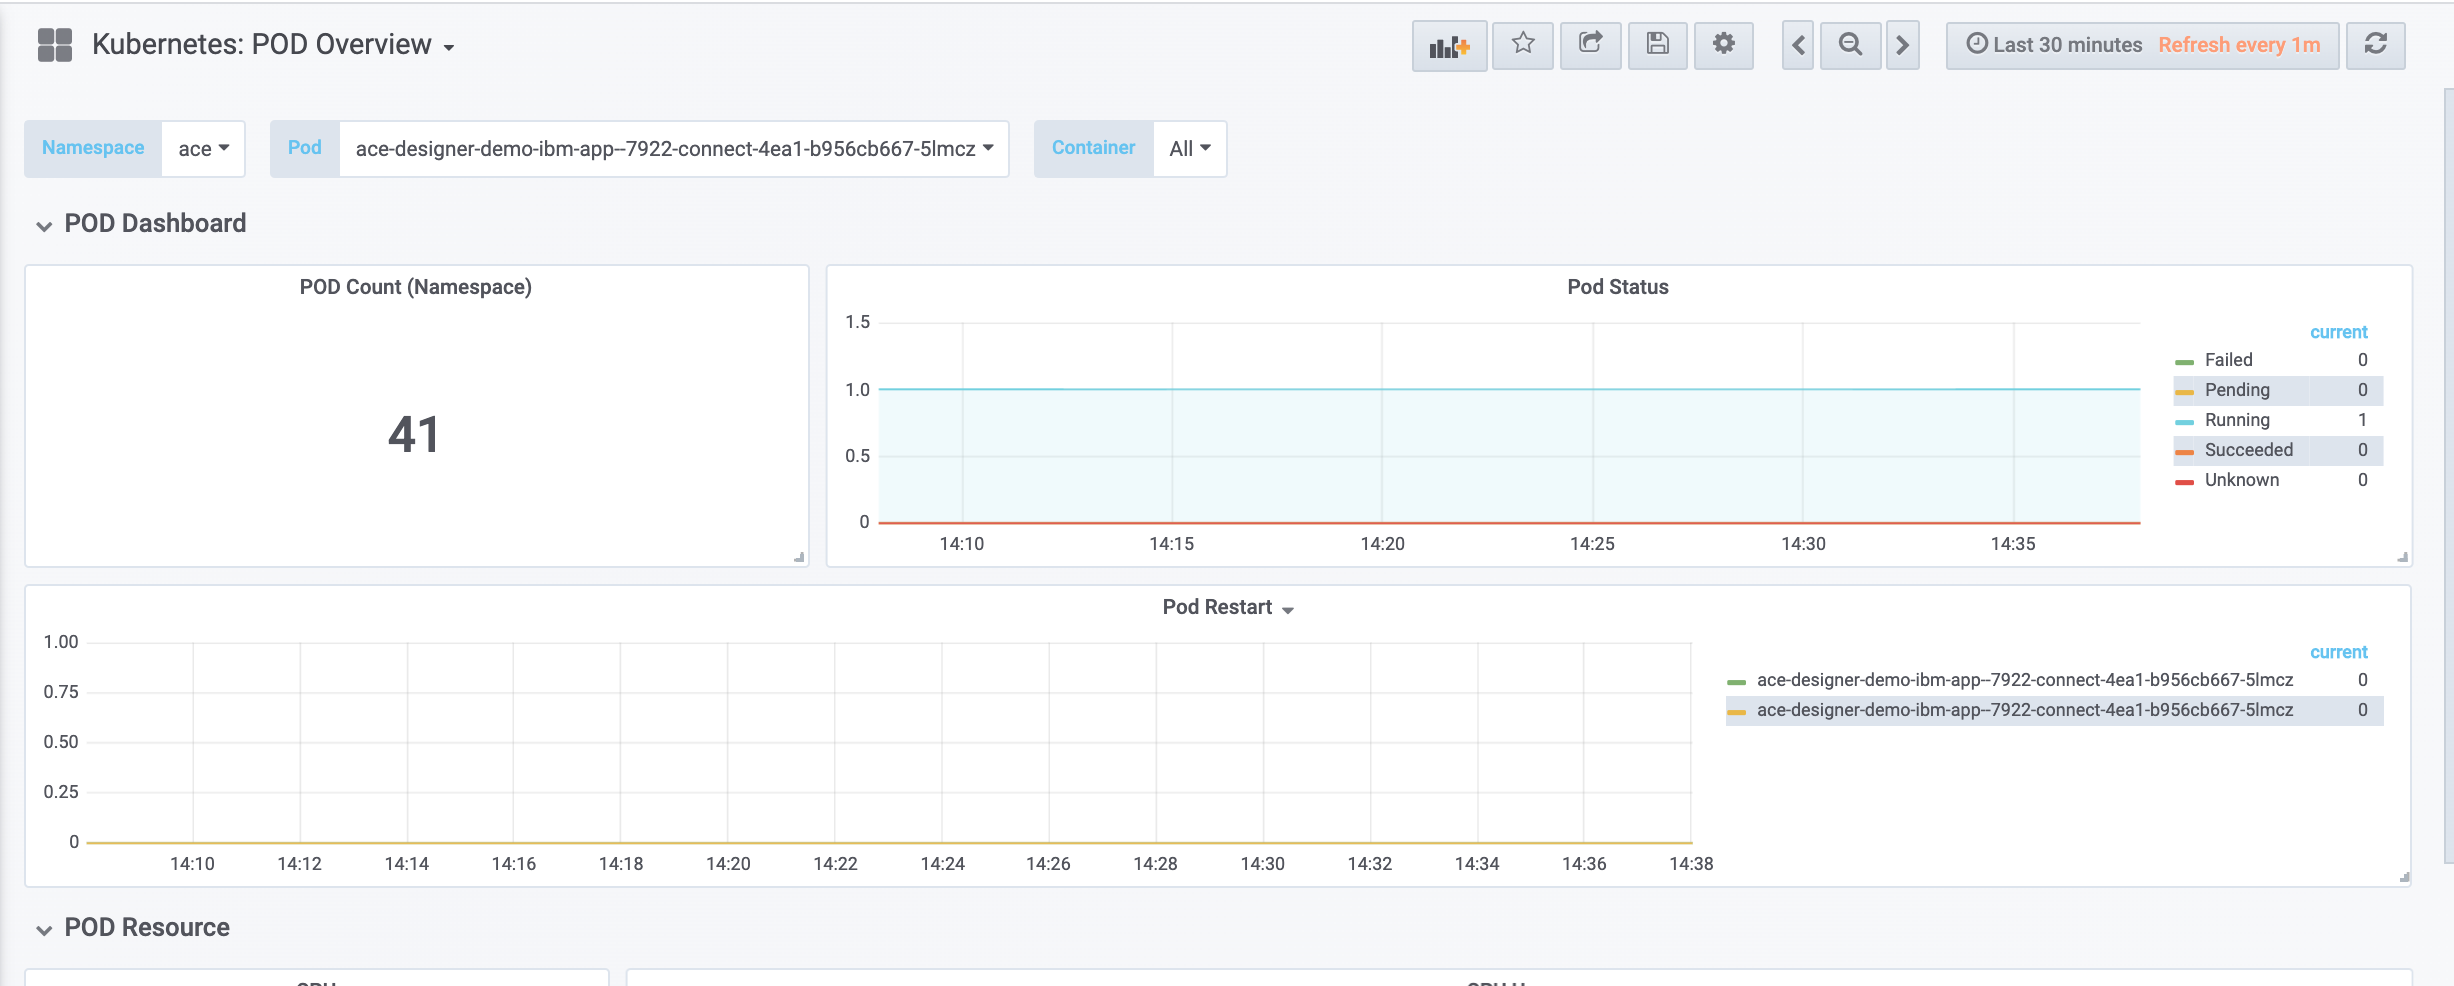 Kubernetes: POD Overview
Last 30 minutes Refresh every 1m
Namespace ace Pod ace-designer-demo-ibm-app--7922-connect-4ea1-b956cb667-5lmcz Container All
POD Dashboard
POD Count (Namespace)
41
Pod Status
1.5
1.0
0.5
0
14:10 14:15 14:20 14:25 14:30 14:35
current
Failed 0
Pending 0
Running 1
Succeeded 0
Unknown 0
Pod Restart
1.00
0.75
0.50
0.25
0
14:10 14:12 14:14 14:16 14:18 14:20 14:22 14:24 14:26 14:28 14:30 14:32 14:34 14:36 14:38
current
ace-designer-demo-ibm-app--7922-connect-4ea1-b956cb667-5lmcz 0
ace-designer-demo-ibm-app--7922-connect-4ea1-b956cb667-5lmcz 0
POD Resource